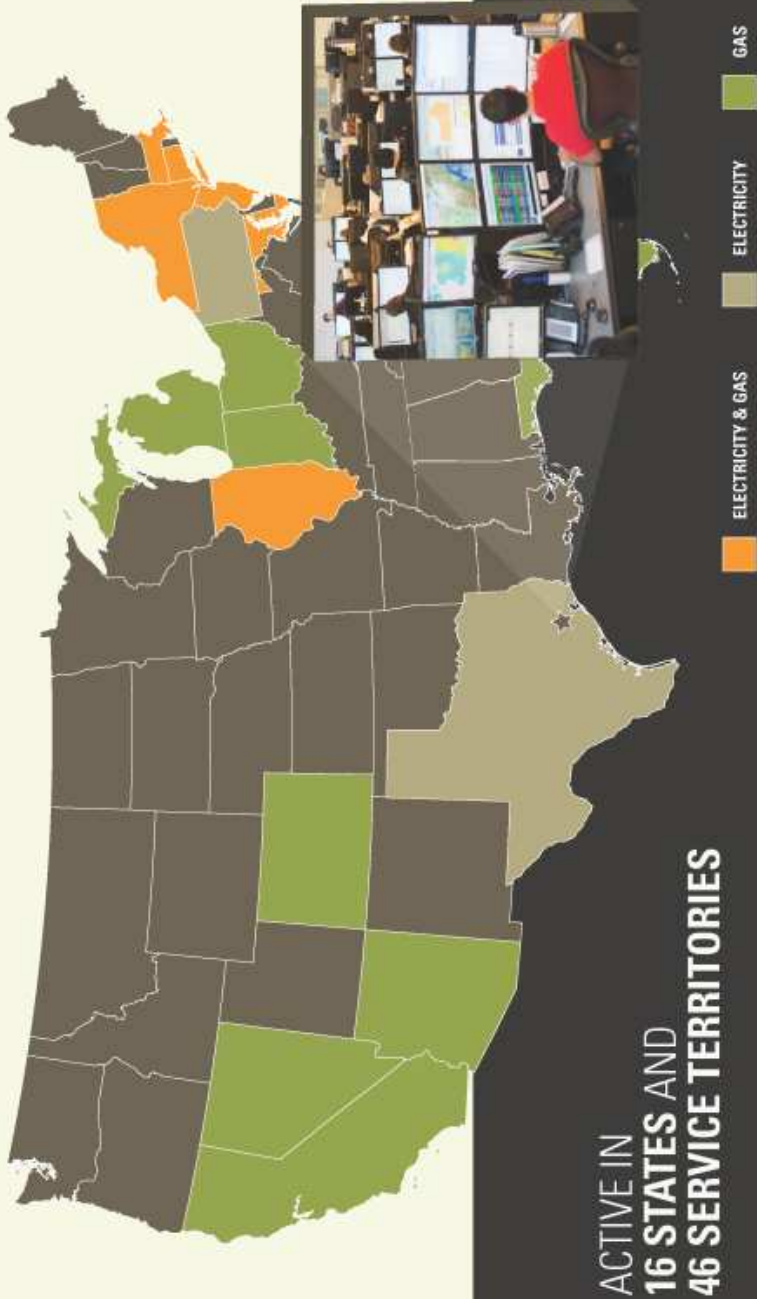 ACTIVE IN
16 STATES AND
46 SERVICE TERRITORIES
ELECTRICITY & GAS
ELECTRICITY
GAS